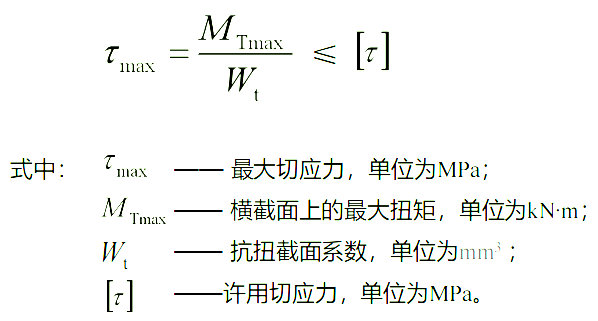 τmax = MTmax / Wt ≤ [τ]
式中： τmax —— 最大切应力，单位为MPa；
MTmax —— 横截面上的最大扭矩，单位为kN·m；
Wt —— 抗扭截面系数，单位为mm³；
[τ] ——许用切应力，单位为MPa。